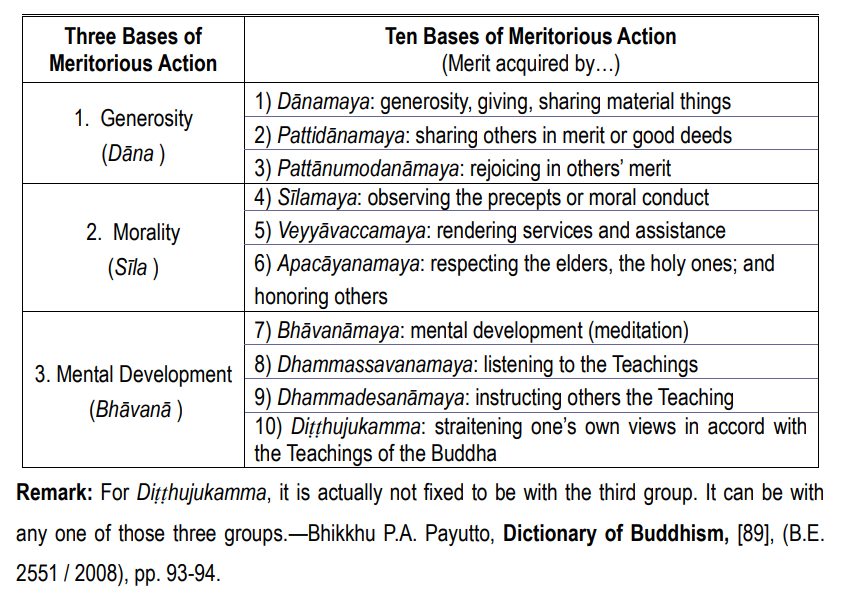 Three Bases of
Meritorious Action
Ten Bases of Meritorious Action
(Merit acquired by…)
1. Generosity
(Dāna )
1) Dānamaya: generosity, giving, sharing material things
2) Pattidānamaya: sharing others in merit or good deeds
3) Pattānumodanāmaya: rejoicing in others’ merit
2. Morality
(Sīla )
4) Sīlamaya: observing the precepts or moral conduct
5) Veyyāvaccamaya: rendering services and assistance
6) Apacāyanamaya: respecting the elders, the holy ones; and
honoring others
3. Mental Development
(Bhāvanā )
7) Bhāvanāmaya: mental development (meditation)
8) Dhammassavanamaya: listening to the Teachings
9) Dhammadesanāmaya: instructing others the Teaching
10) Diṭṭhujukamma: straitening one’s own views in accord with
the Teachings of the Buddha
Remark: For Diṭṭhujukamma, it is actually not fixed to be with the third group. It can be with
any one of those three groups.—Bhikkhu P.A. Payutto, Dictionary of Buddhism, [89], (B.E.
2551 / 2008), pp. 93-94.